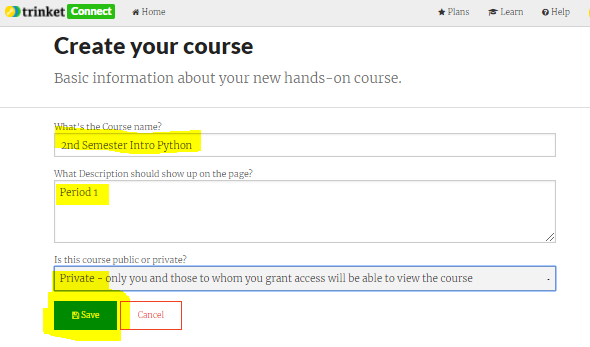 trinket Connect Home Plans Learn Help
Create your course
Basic information about your new hands-on course.
What's the Course name?
2nd Semester Intro Python
What Description should show up on the page?
Period 1
Is this course public or private?
Private - only you and those to whom you grant access will be able to view the course
Save Cancel